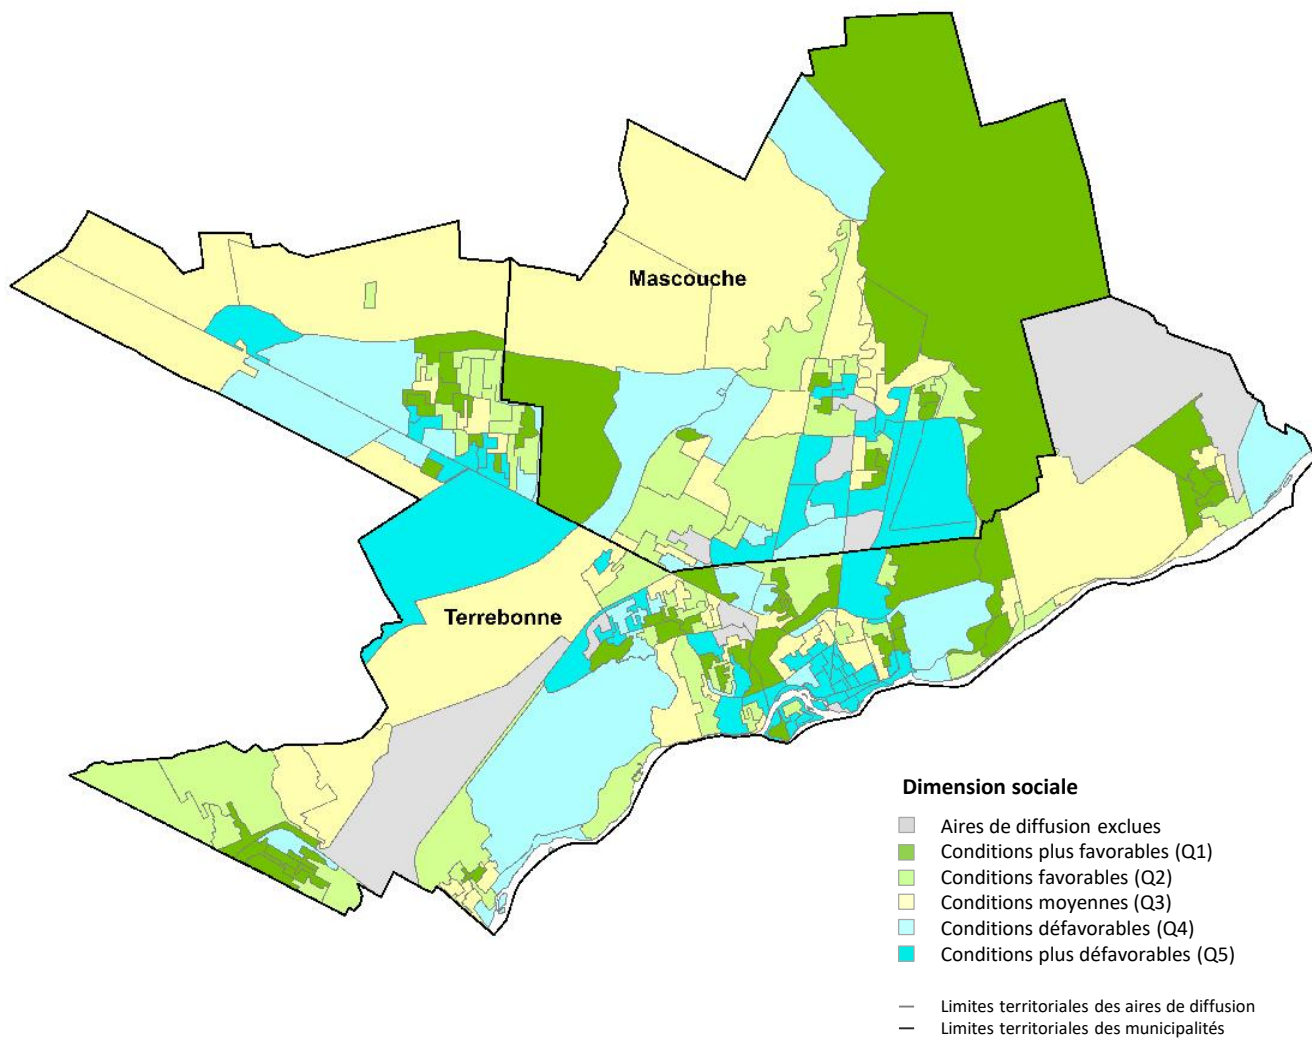 Mascouche
Terrebonne
Dimension sociale
Aires de diffusion exclues
Conditions plus favorables (Q1)
Conditions favorables (Q2)
Conditions moyennes (Q3)
Conditions défavorables (Q4)
Conditions plus défavorables (Q5)
Limites territoriales des aires de diffusion
Limites territoriales des municipalités